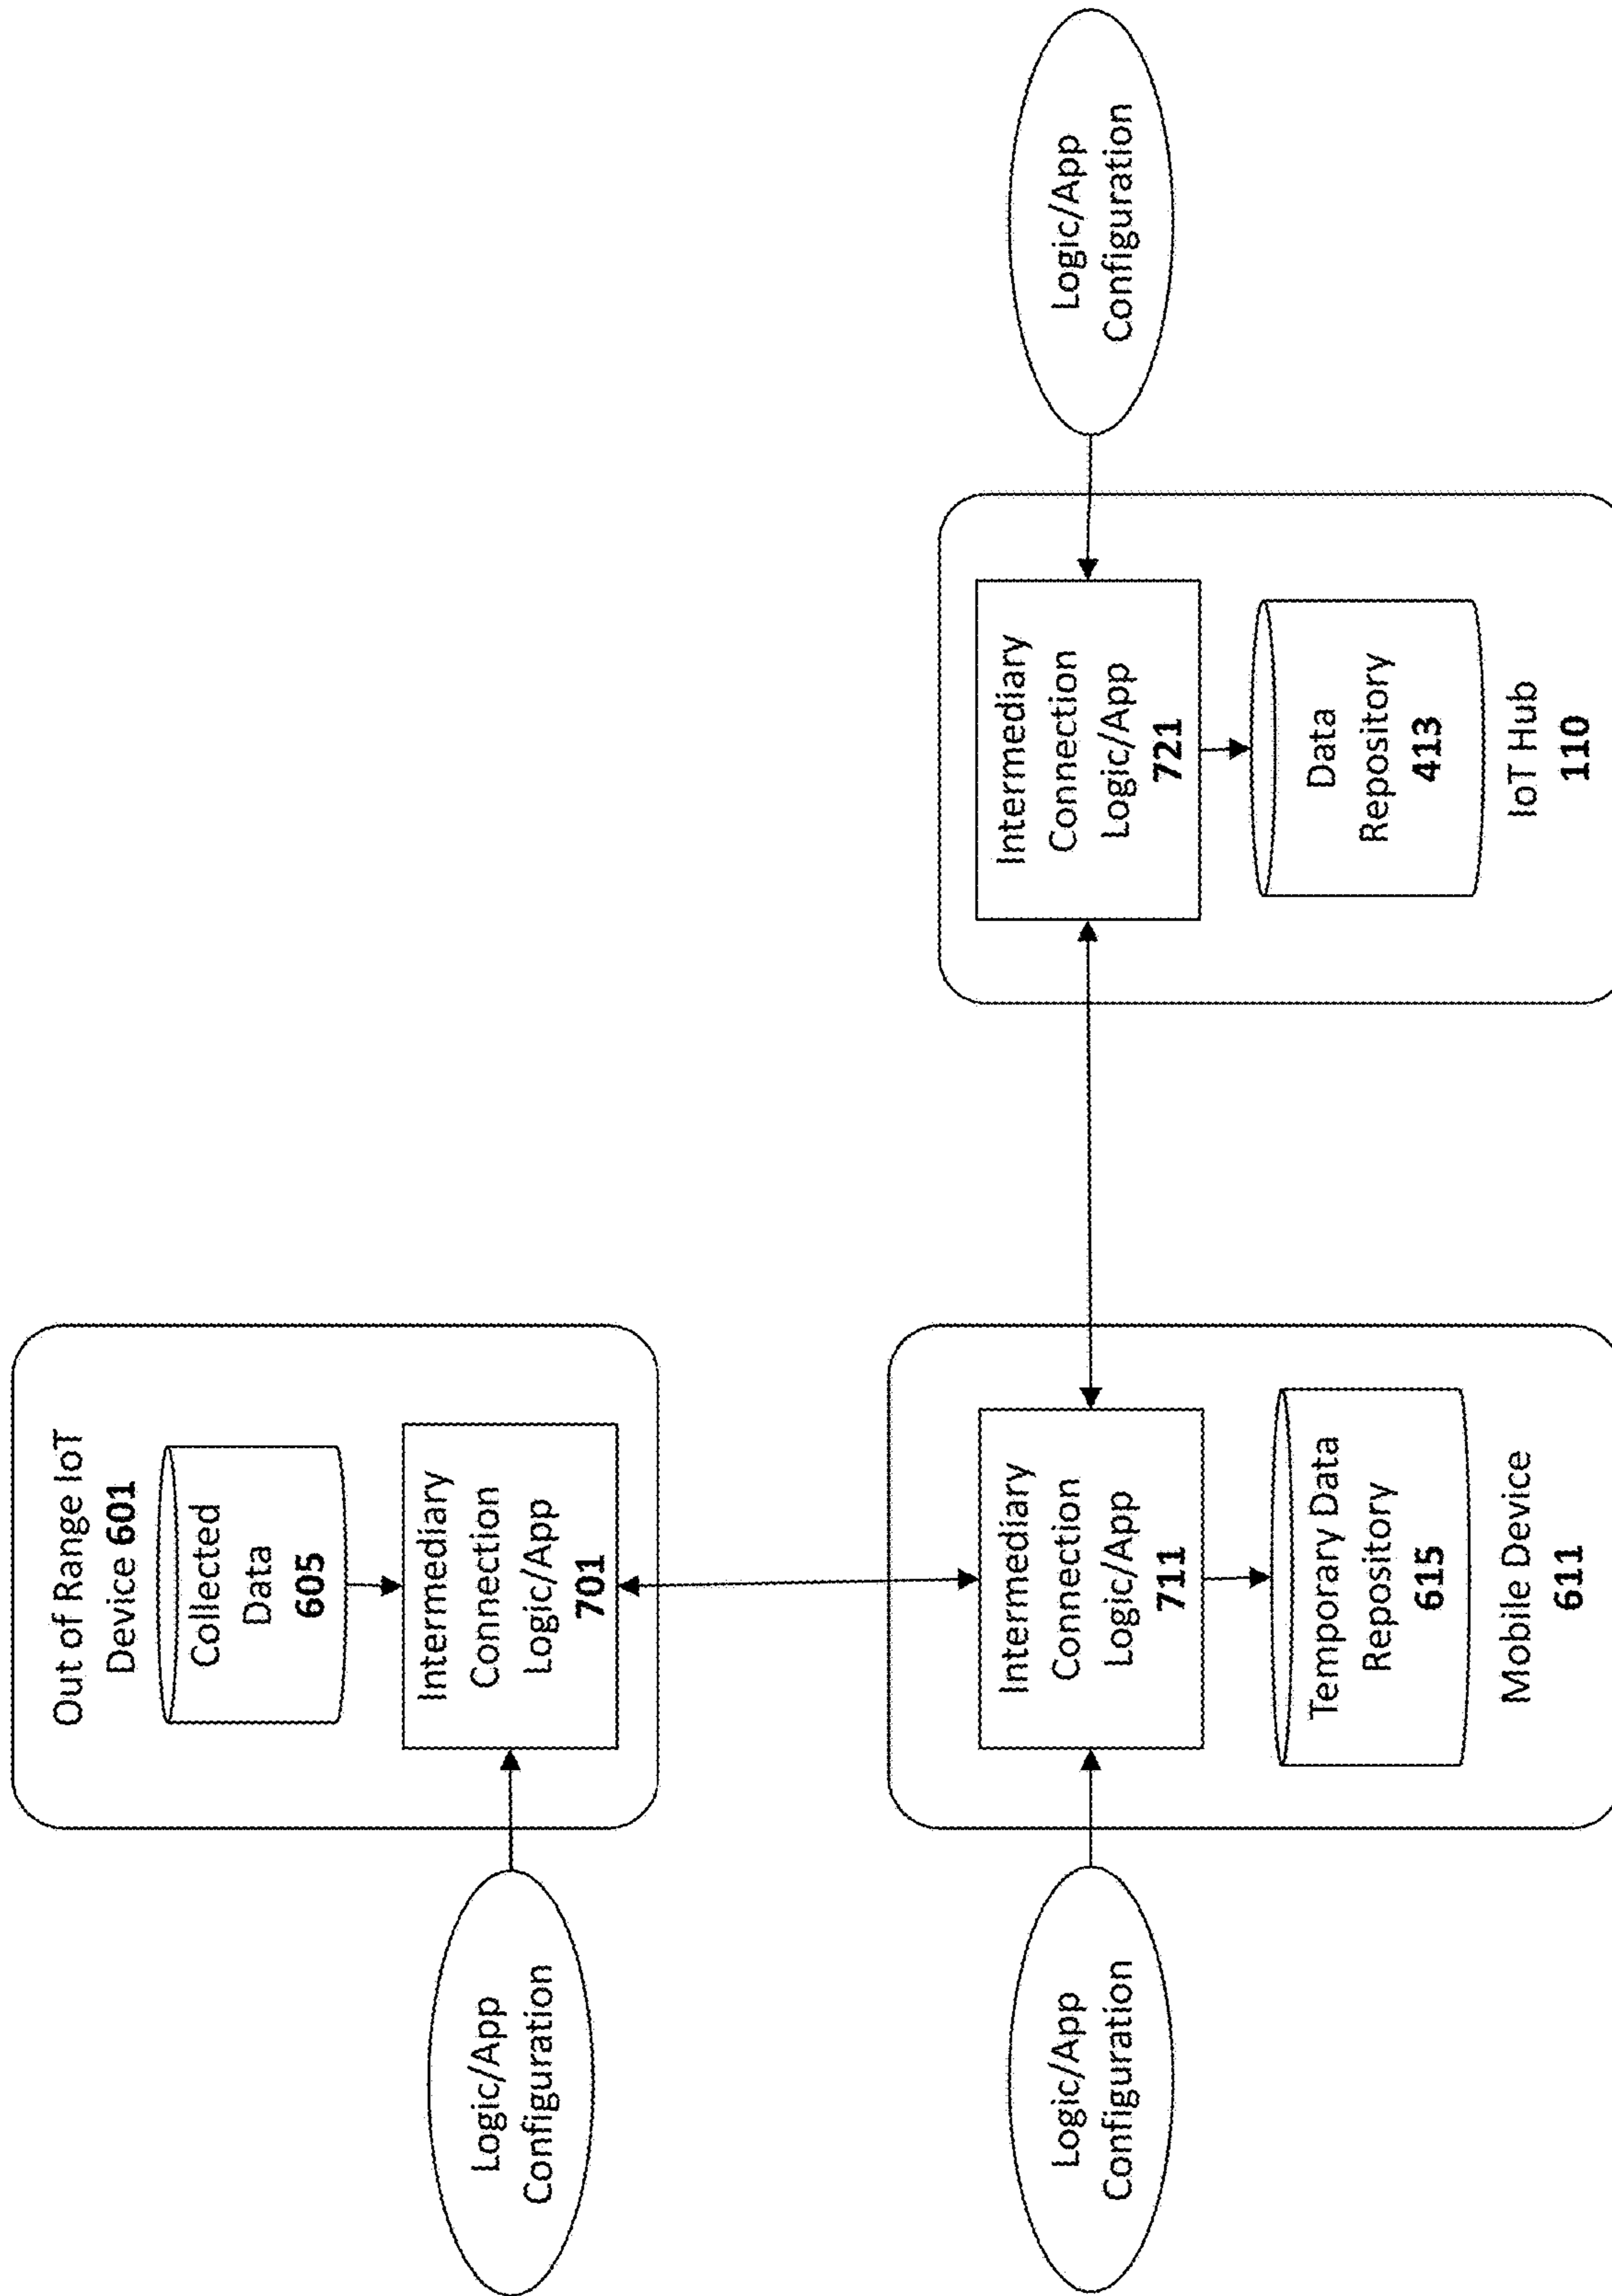 Out of Range IoT
Device 601
Collected
Data
605
Logic/App
Configuration
Intermediary
Connection
Logic/App
701
Logic/App
Configuration
Intermediary
Connection
Logic/App
711
Temporary Data
Repository
615
Mobile Device
611
Intermediary
Connection
Logic/App
721
Data
Repository
413
IoT Hub
110
Logic/App
Configuration